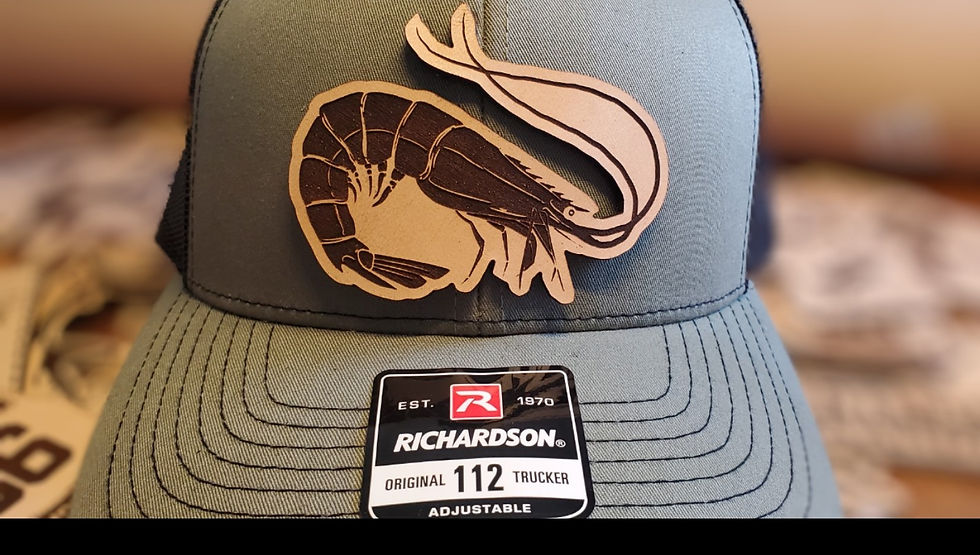 EST. R 1970
RICHARDSON®
ORIGINAL 112 TRUCKER
ADJUSTABLE